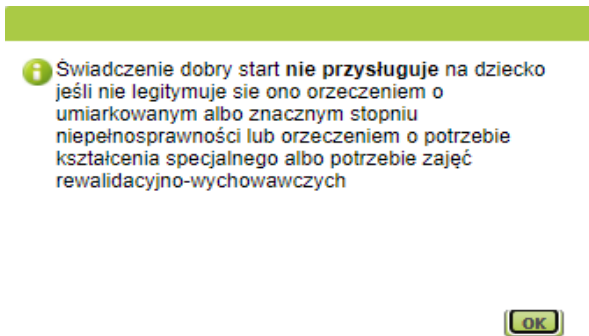 Świadczenie dobry start nie przysługuje na dziecko
jeśli nie legitymuje sie ono orzeczeniem o
umiarkowanym albo znacznym stopniu
niepełnosprawności lub orzeczeniem o potrzebie
kształcenia specjalnego albo potrzebie zajęć
rewalidacyjno-wychowawczych
OK